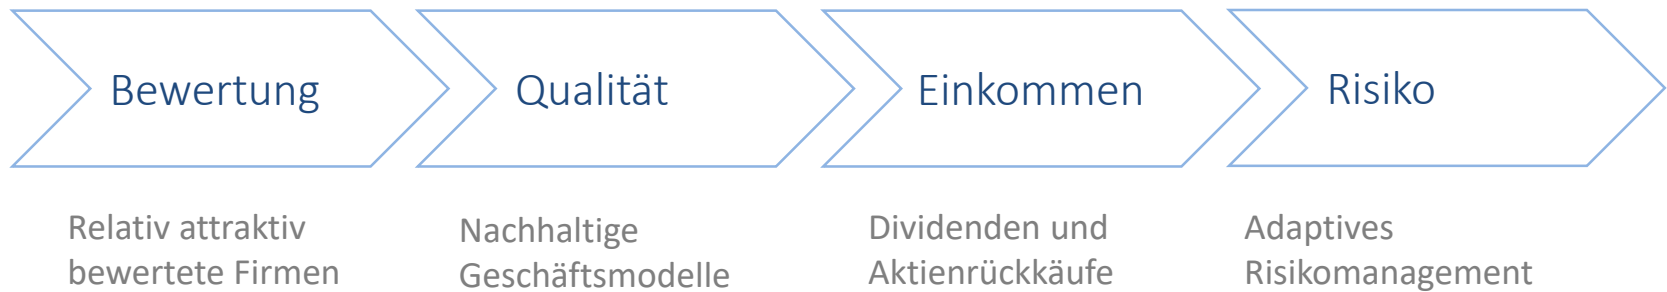 Bewertung
Qualität
Einkommen
Risiko
Relativ attraktiv
bewertete Firmen
Nachhaltige
Geschäftsmodelle
Dividenden und
Aktienrückkäufe
Adaptives
Risikomanagement